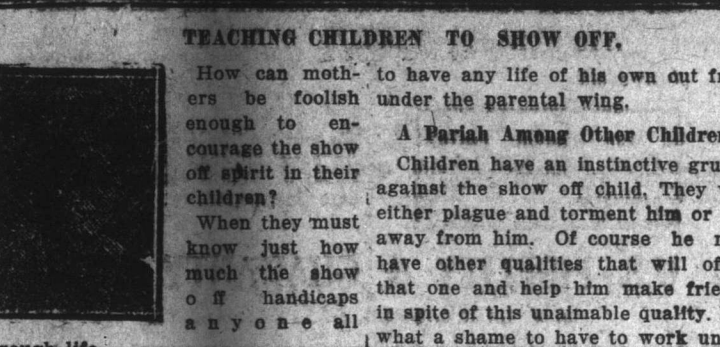 TEACHING CHILDREN TO SHOW OFF.
How can moth-
ers be foolish
enough to en-
courage the show
off spirit in their
children?
When they must
know just how
much the show
off handicaps
anyone all
to have any life of his own out
under the parental wing.
A Pariah Among Other Children
Children have an instinctive
against the show off child. They
either plague and torment him or
away from him. Of course he
have other qualities that will
that one and help him make
in spite of this unaimable quality.
what a shame to have to work